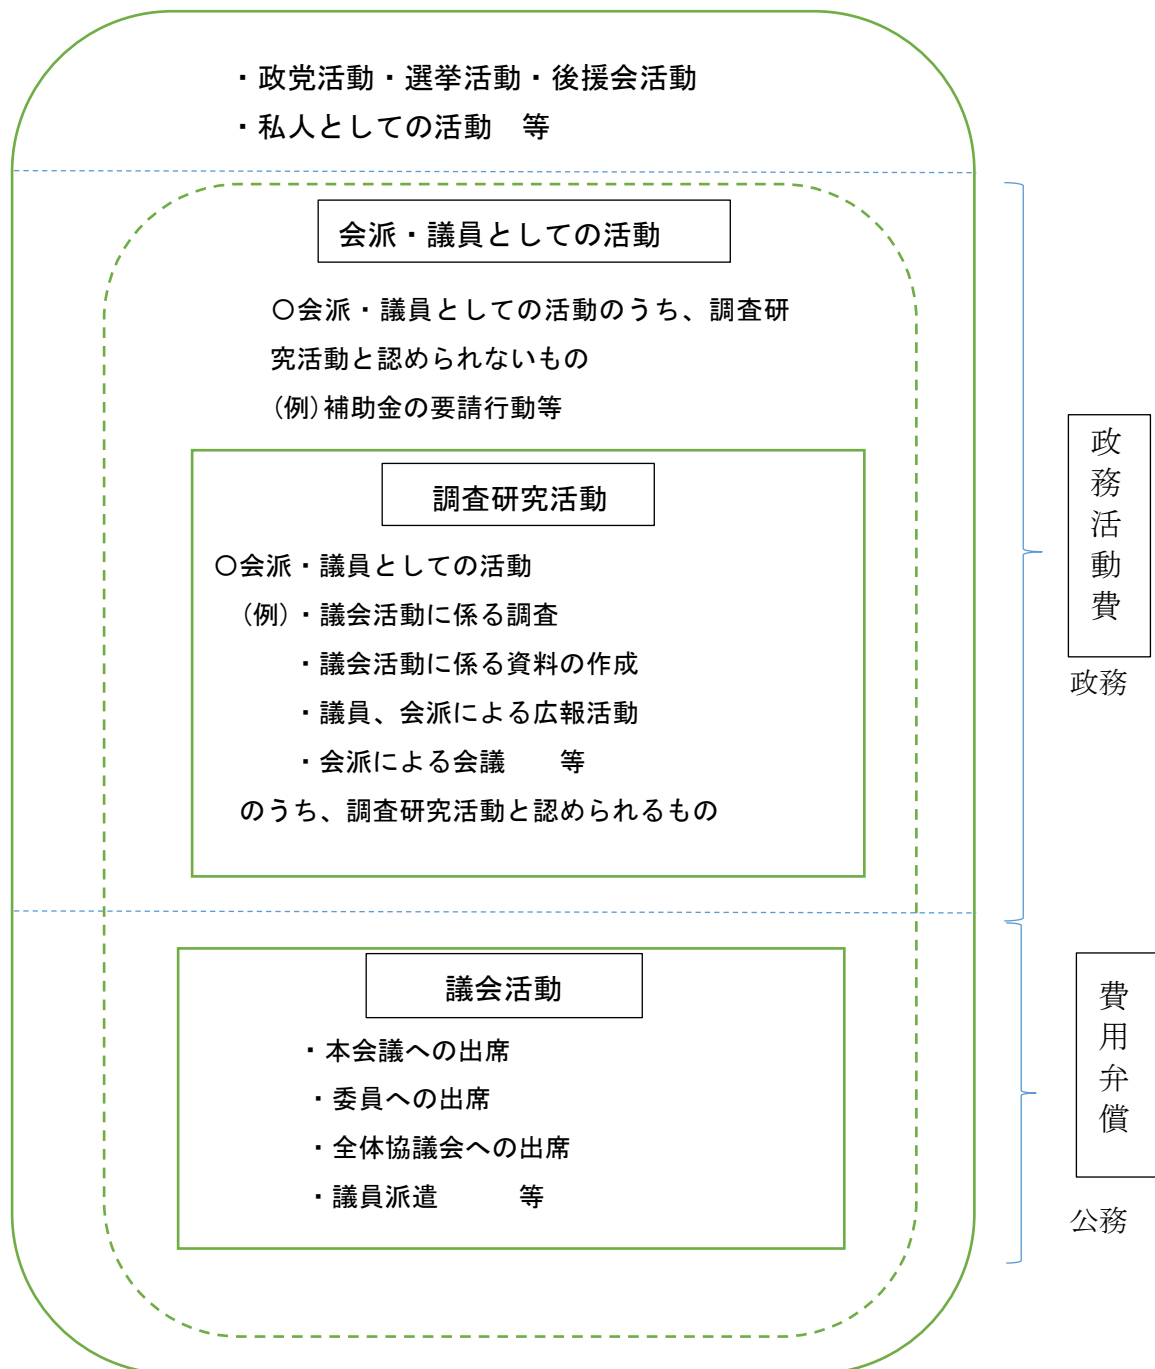 ・政党活動・選挙活動・後援会活動
・私人としての活動　等
会派・議員としての活動
〇会派・議員としての活動のうち、調査研
究活動と認められないもの
(例)補助金の要請行動等
調査研究活動
〇会派・議員としての活動
(例)・議会活動に係る調査
・議会活動に係る資料の作成
・議員、会派による広報活動
・会派による会議　　等
のうち、調査研究活動と認められるもの
政務活動費
政務
議会活動
・本会議への出席
・委員への出席
・全体協議会への出席
・議員派遣　　　等
費用弁償
公務